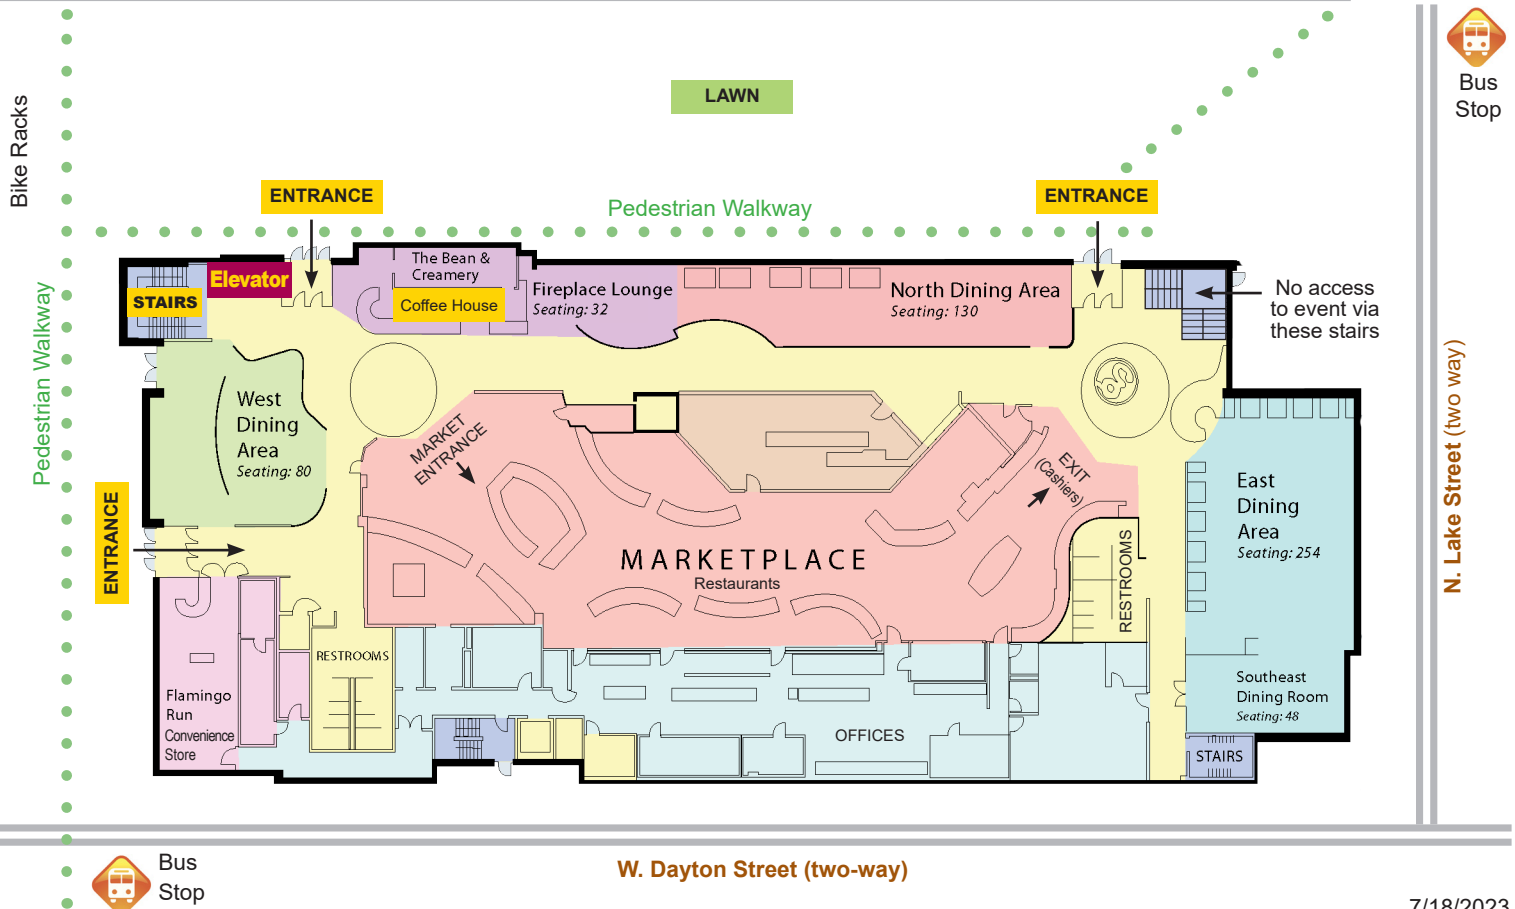 Bus
Stop
LAWN
Bike Racks
ENTRANCE
ENTRANCE
Pedestrian Walkway
The Bean &
Creamery
Coffee House
Elevator
STAIRS
Fireplace Lounge
Seating: 32
North Dining Area
Seating: 130
No access
to event via
these stairs
Pedestrian Walkway
West
Dining
Area
Seating: 80
MARKET
ENTRANCE
EXIT
(Cashiers)
East
Dining
Area
Seating: 254
N. Lake Street (two way)
ENTRANCE
MARKETPLACE
Restaurants
RESTROOMS
RESTROOMS
Flamingo
Run
Convenience
Store
Southeast
Dining Room
Seating: 48
OFFICES
STAIRS
Bus
Stop
W. Dayton Street (two-way)
7/18/2023